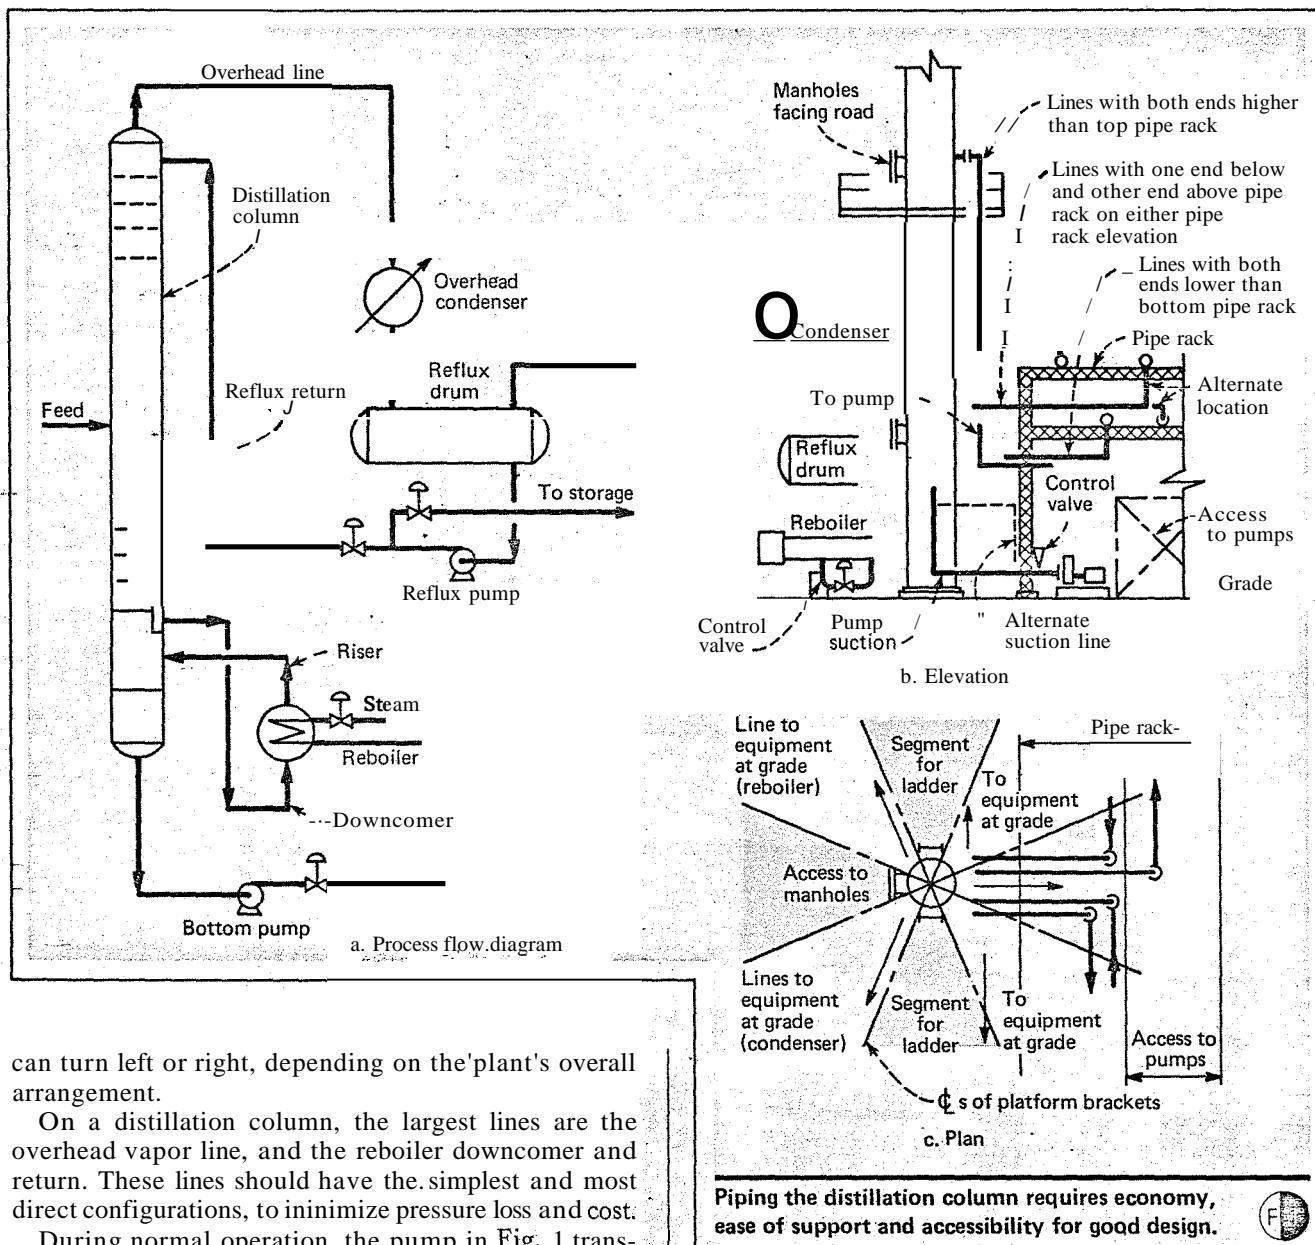 Overhead line
Distillation
column
Overhead
condenser
Reflux
drum
Reflux return
Feed
To storage
Reflux pump
Riser
Steam
Reboiler
Downcomer
Bottom pump
a. Process flow.diagram
Manholes
facing road
Lines with both ends higher
than top pipe rack
Lines with one end below
and other end above pipe
rack on either pipe
rack elevation
Lines with both
ends lower than
bottom pipe rack
Condenser
Pipe rack
To pump
Alternate
location
Reflux
drum
Control
valve
Reboiler
Access
to pumps
Grade
Control
valve
Pump
suction
" Alternate
suction line
b. Elevation
Line to
equipment
at grade
(reboiler)
Segment
for
ladder
Pipe rack-
To
equipment
at grade
Access to
manholes
Lines to
equipment
at grade
(condenser)
Segment
for
ladder
To
equipment
at grade
Access to
pumps
℄ s of platform brackets
c. Plan
Piping the distillation column requires economy,
ease of support and accessibility for good design.
F
can turn left or right, depending on the'plant's overall
arrangement.
On a distillation column, the largest lines are the
overhead vapor line, and the reboiler downcomer and
return. These lines should have the.simplest and most
direct configurations, to ininimize pressure loss and cost.
During normal operation, the pump in Fig. 1 trans-